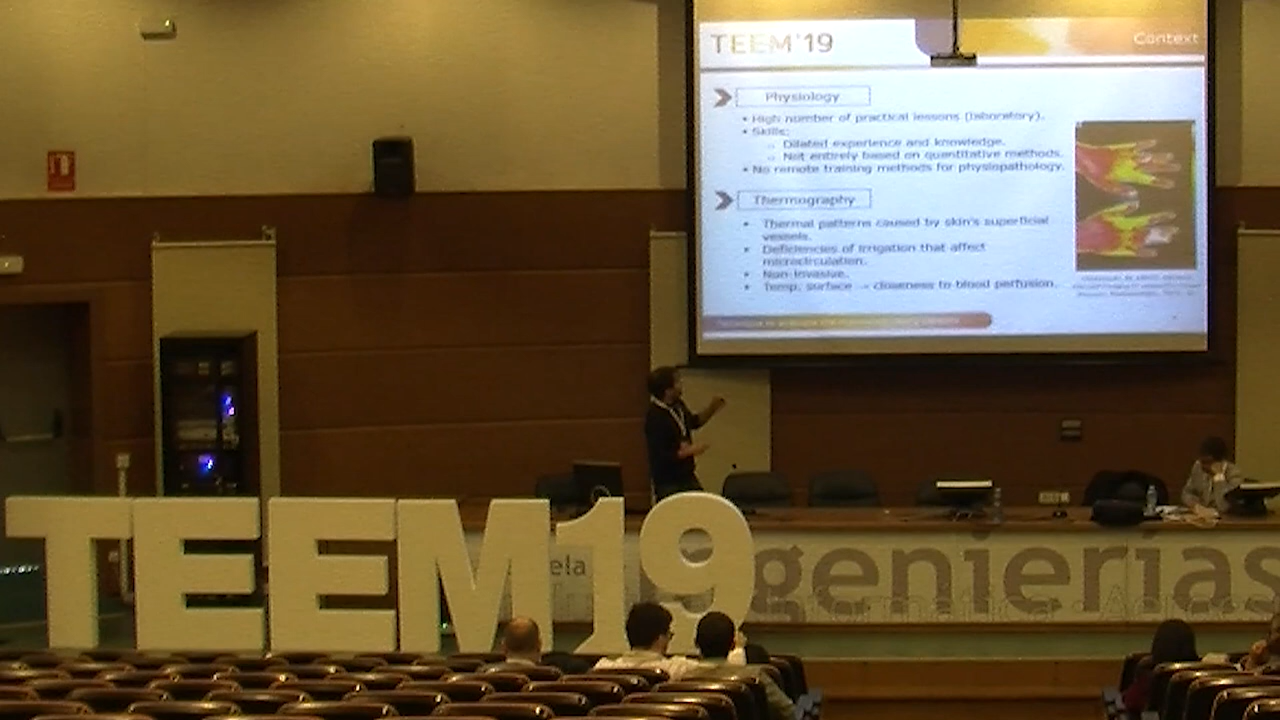 TEEM'19
Context
Physiology
• High number of practical lessons (laboratory).
• Skills:
o Dilated experience and knowledge.
o Not entirely based on quantitative methods.
• No remote training methods for physiopathology.
Thermography
• Thermal patterns caused by skin's superficial
vessels.
• Deficiencies of irrigation that affect
microcirculation.
• Non-invasive.
• Temp. surface → closeness to blood perfusion.
TEEM19
ela
genierías
Informática